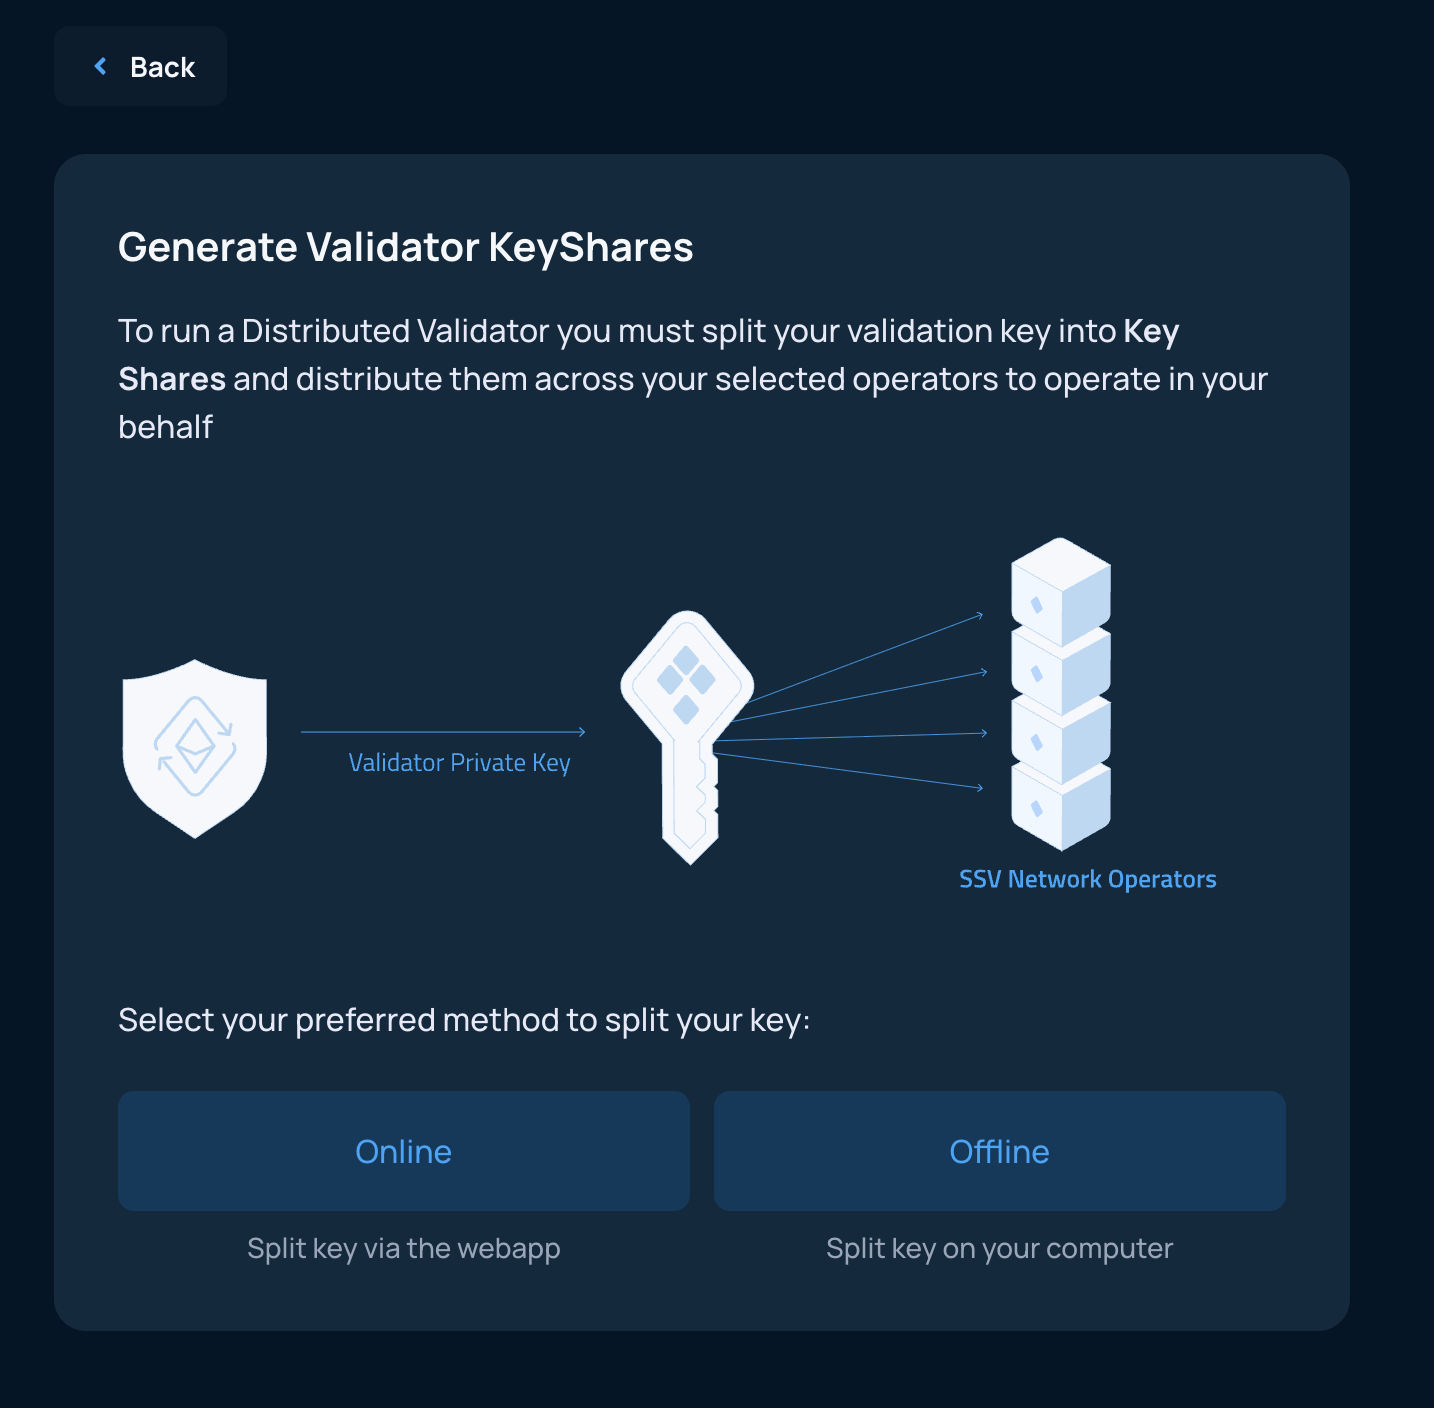 Back
Generate Validator KeyShares
To run a Distributed Validator you must split your validation key into Key
Shares and distribute them across your selected operators to operate in your
behalf
Validator Private Key
SSV Network Operators
Select your preferred method to split your key:
Online
Offline
Split key via the webapp
Split key on your computer